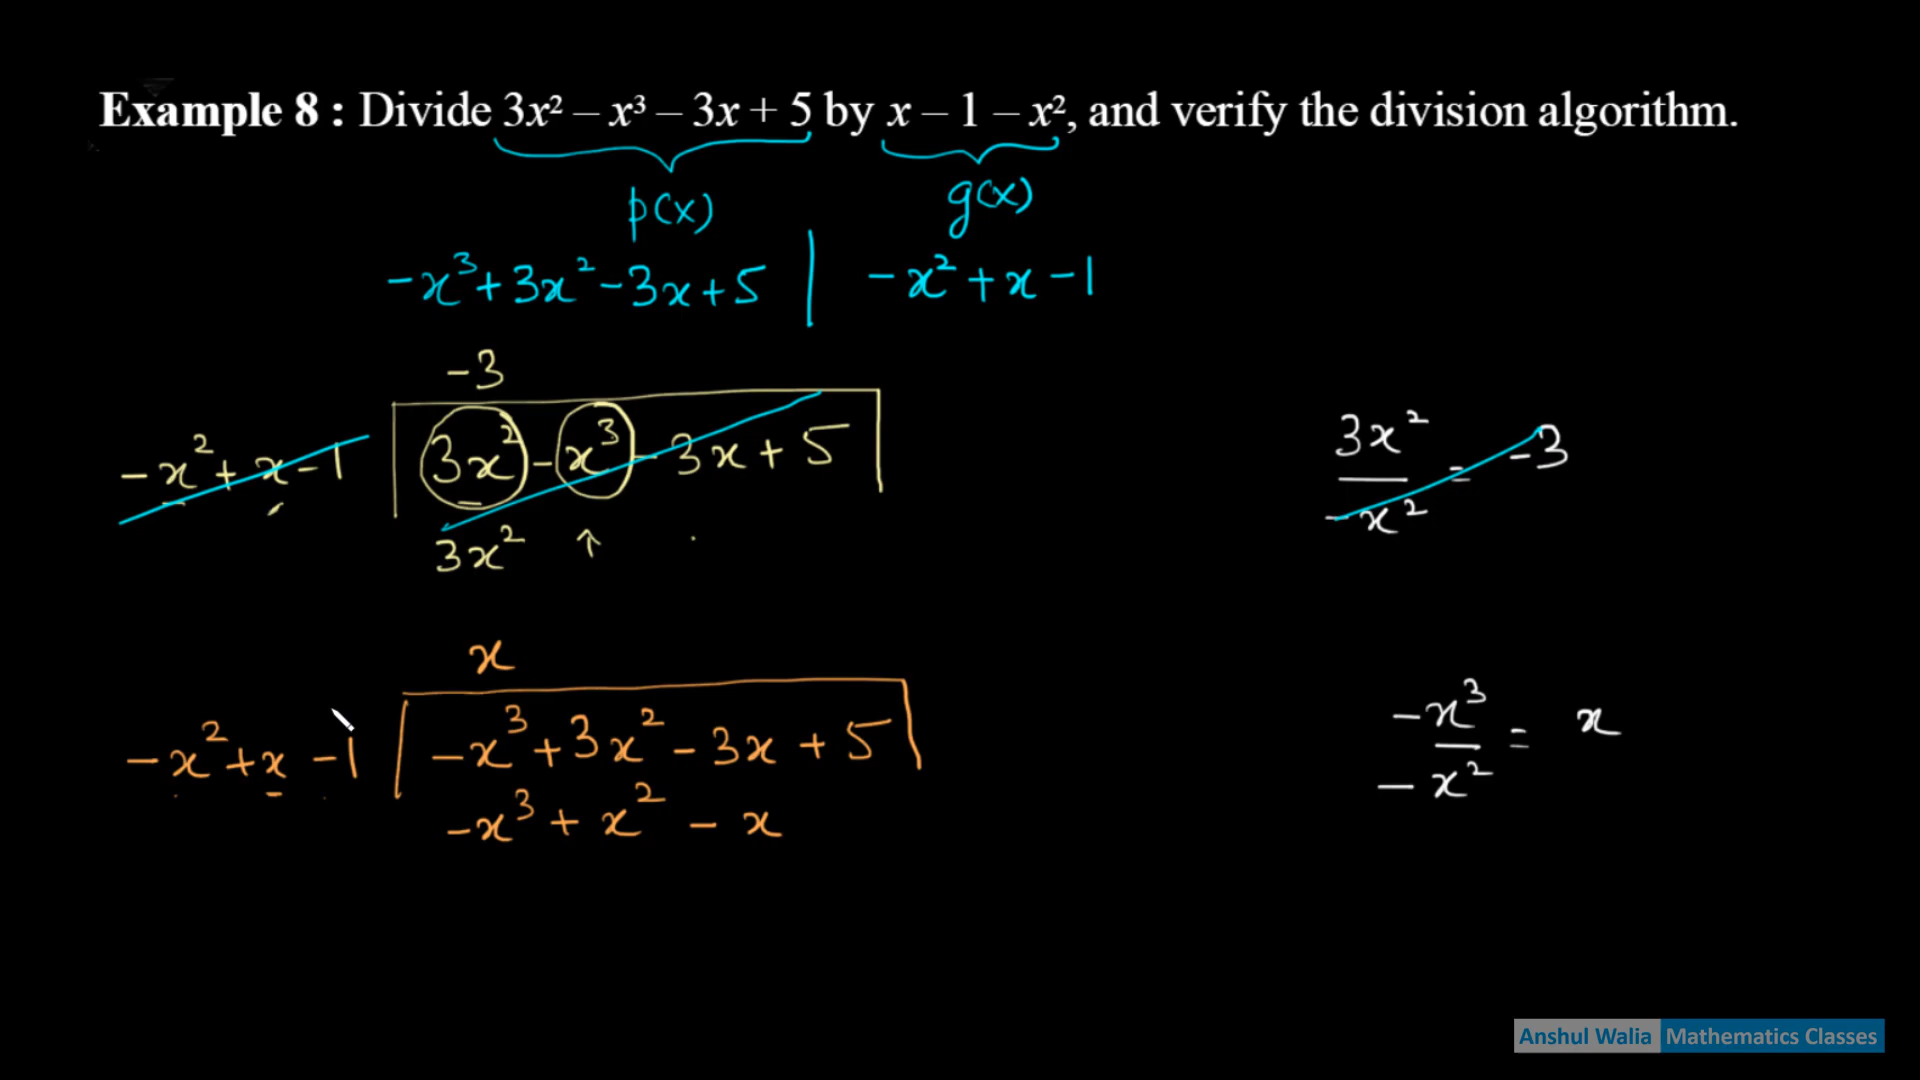 Example 8 : Divide 3x² – x³ – 3x + 5 by x – 1 – x², and verify the division algorithm.
p(x) g(x)
-x³+3x²-3x+5 | -x²+x-1
-3
-x²+x-1 3x²-x³-3x+5
3x² ↑
3x²
/-x² = -3
x
-x²+x-1 -x³+3x²-3x+5
-x³+x²-x
-x³
/-x² = x
Anshul Walia Mathematics Classes